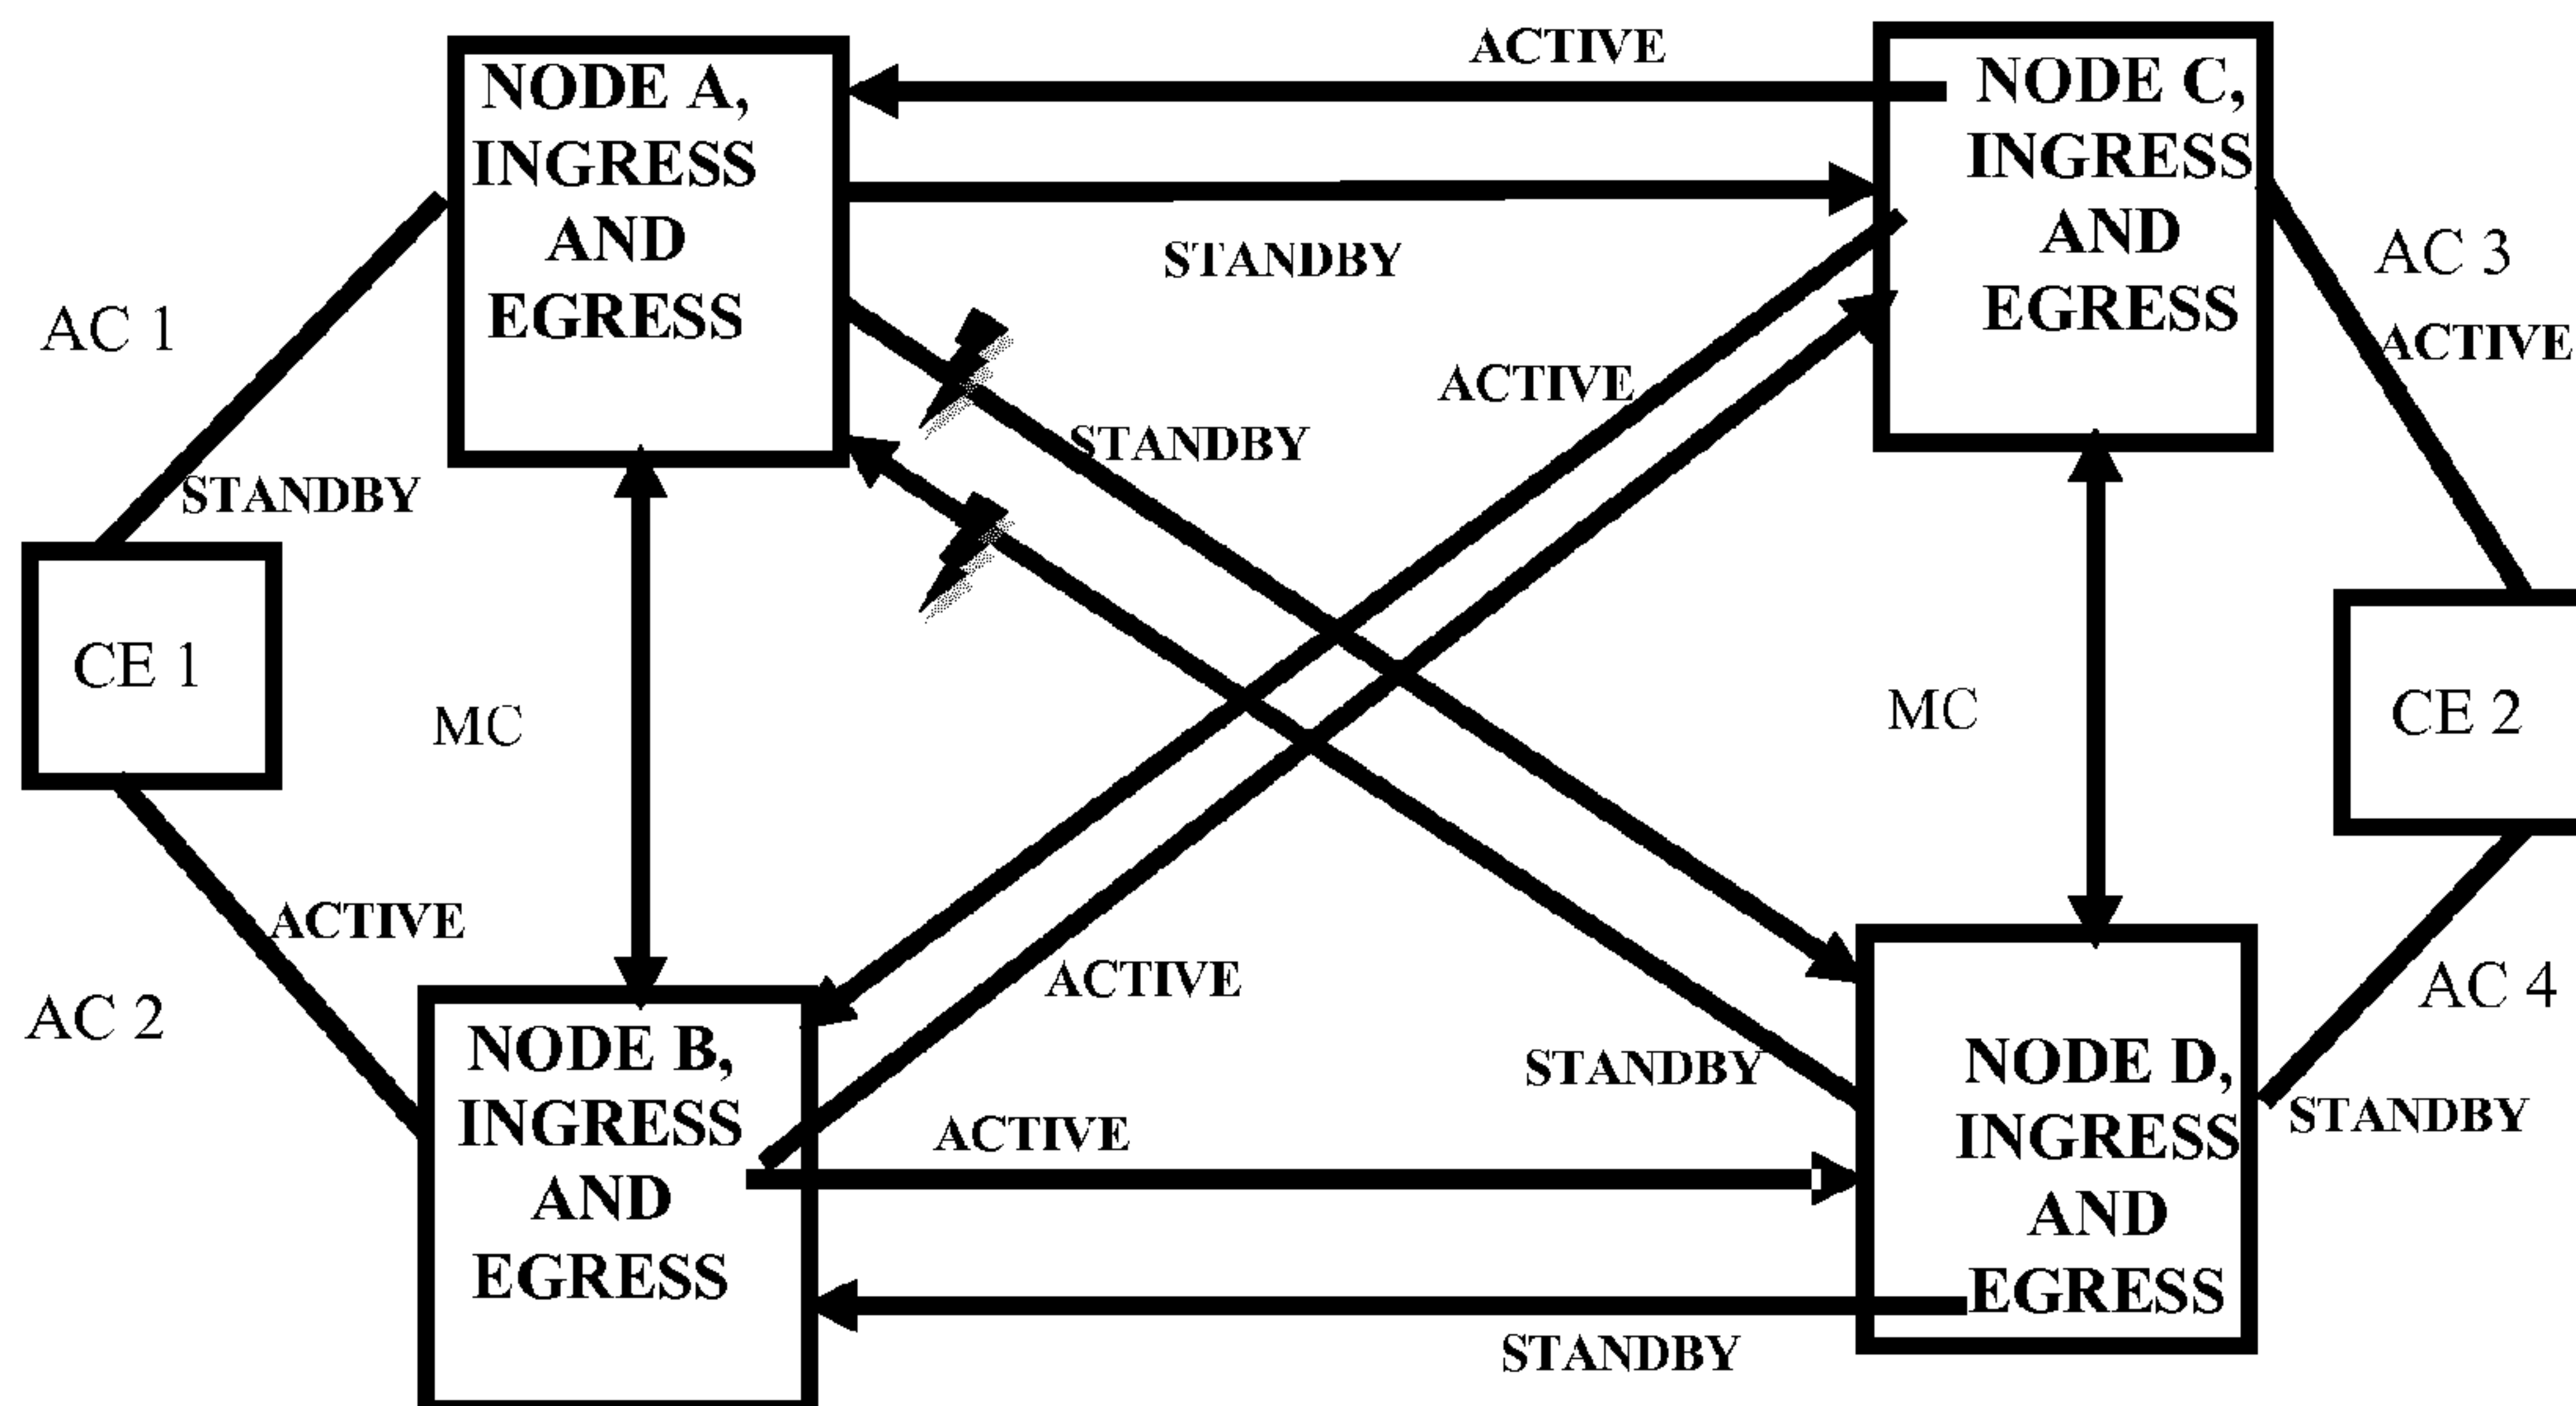 ACTIVE
NODE A,
INGRESS
AND
EGRESS
NODE C,
INGRESS
AND
EGRESS
STANDBY
AC 3
AC 1
ACTIVE
ACTIVE
STANDBY
STANDBY
CE 1
MC
MC
CE 2
ACTIVE
ACTIVE
AC 2
AC 4
NODE B,
INGRESS
AND
EGRESS
STANDBY
NODE D,
INGRESS
AND
EGRESS
STANDBY
ACTIVE
STANDBY